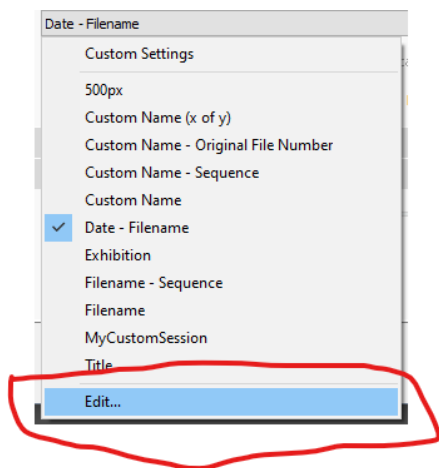 Date - Filename
Custom Settings
500px
Custom Name (x of y)
Custom Name - Original File Number
Custom Name - Sequence
Custom Name
Date - Filename
Exhibition
Filename - Sequence
Filename
MyCustomSession
Title
Edit...